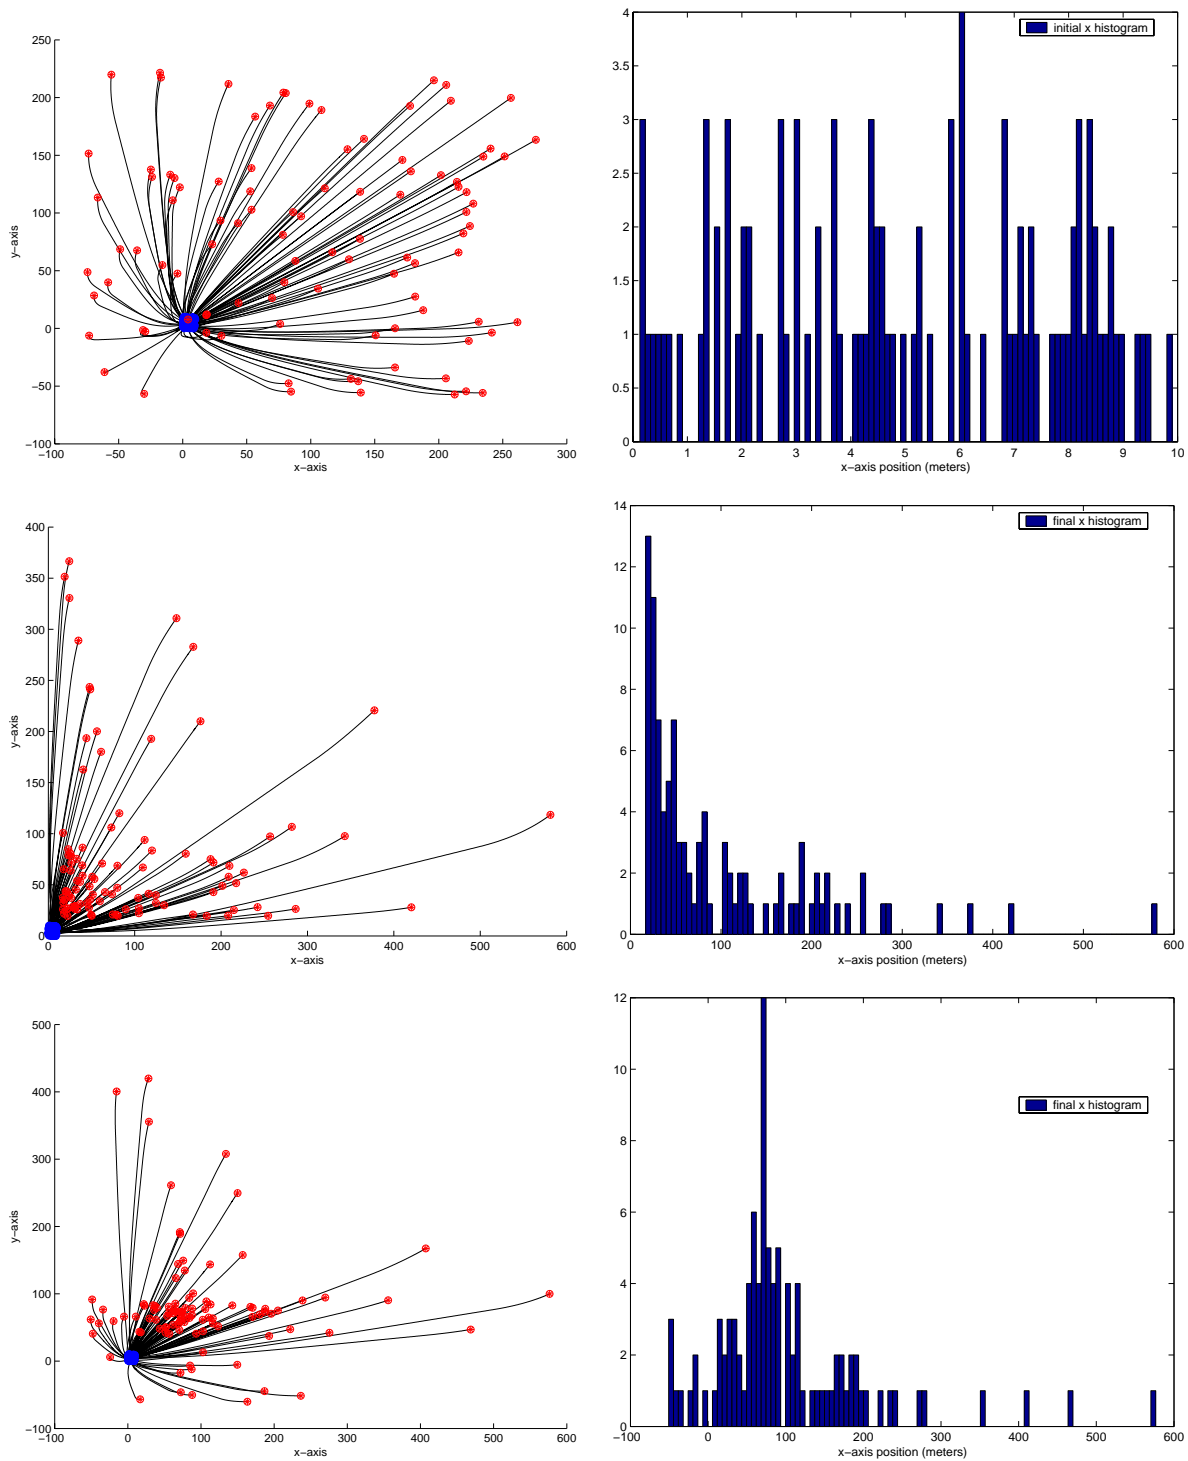 250
200
150
100
50
0
−50
−100
−100 −50 0 50 100 150 200 250 300
x−axis
y−axis
initial x histogram
4
3.5
3
2.5
2
1.5
1
0.5
0
0 1 2 3 4 5 6 7 8 9 10
x−axis position (meters)
400
350
300
250
200
150
100
50
0
0 100 200 300 400 500 600
x−axis
y−axis
final x histogram
14
12
10
8
6
4
2
0
0 100 200 300 400 500 600
x−axis position (meters)
500
400
300
200
100
0
−100
−100 0 100 200 300 400 500 600
x−axis
y−axis
final x histogram
12
10
8
6
4
2
0
−100 0 100 200 300 400 500 600
x−axis position (meters)